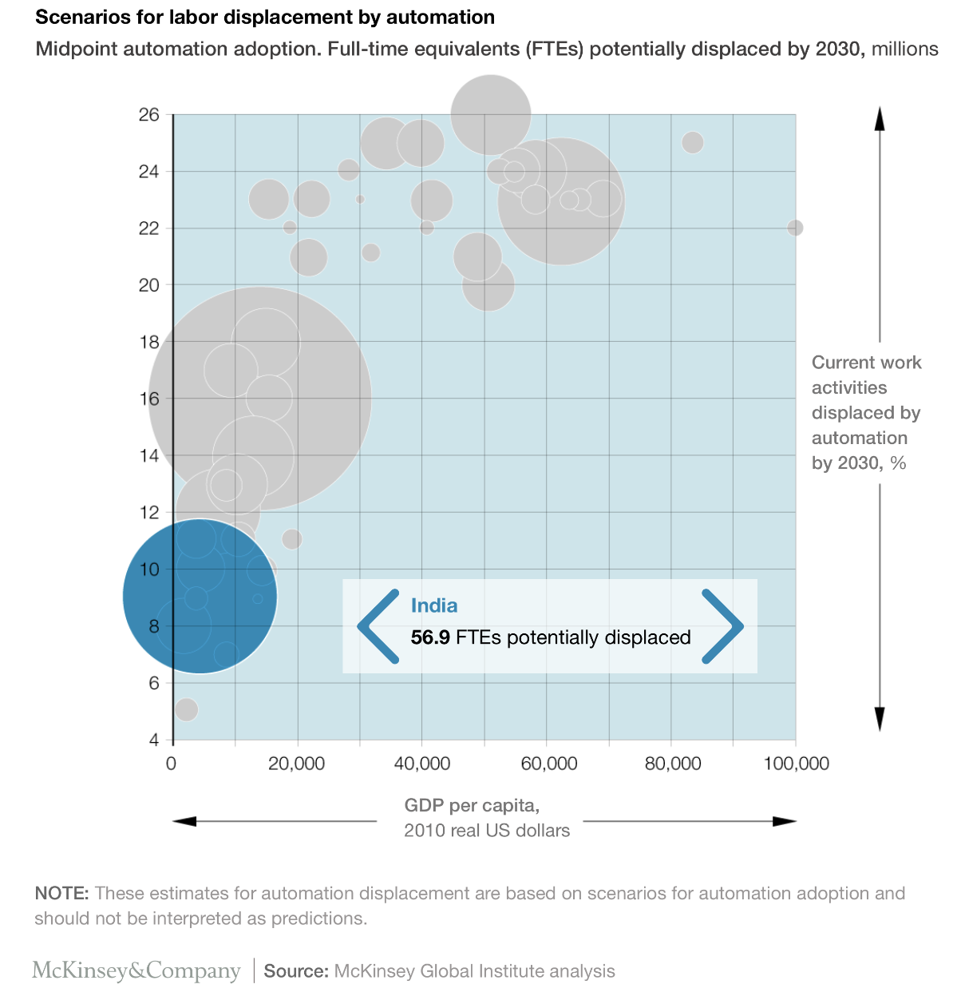 Scenarios for labor displacement by automation
Midpoint automation adoption. Full-time equivalents (FTEs) potentially displaced by 2030, millions
26
24
22
20
18
16
14
12
10
8
6
4
Current work
activities
displaced by
automation
by 2030, %
India
56.9 FTEs potentially displaced
0
20,000
40,000
60,000
80,000
100,000
GDP per capita,
2010 real US dollars
NOTE: These estimates for automation displacement are based on scenarios for automation adoption and
should not be interpreted as predictions.
McKinsey&Company | Source: McKinsey Global Institute analysis